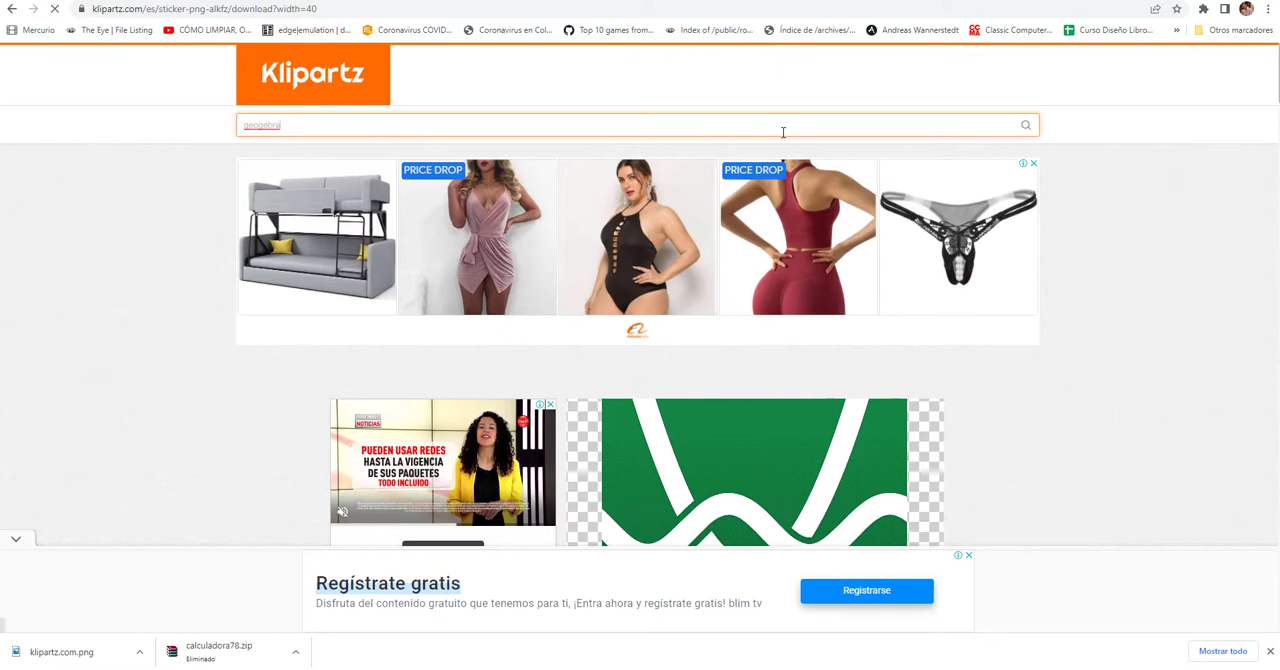 klipartz.com/es/sticker-png-alkfz/download?width=40
Mercurio
The Eye | File Listing
CÓMO LIMPIAR, O...
edge|emulation | d...
Coronavirus COVID...
Coronavirus en Col...
Top 10 games from...
Index of /public/ro...
Índice de /archives/...
Andreas Wannerstedt
Classic Computer...
Curso Diseño Libro...
»
Otros marcadores
Klipartz
geogebra
PRICE DROP
PRICE DROP
NOTICIAS
PUEDEN USAR REDES
HASTA LA VIGENCIA
DE SUS PAQUETES
TODO INCLUIDO
Regístrate gratis
Disfruta del contenido gratuito que tenemos para ti, ¡Entra ahora y regístrate gratis! blim tv
Registrarse
klipartz.com.png
calculadora78.zip
Eliminado
Mostrar todo